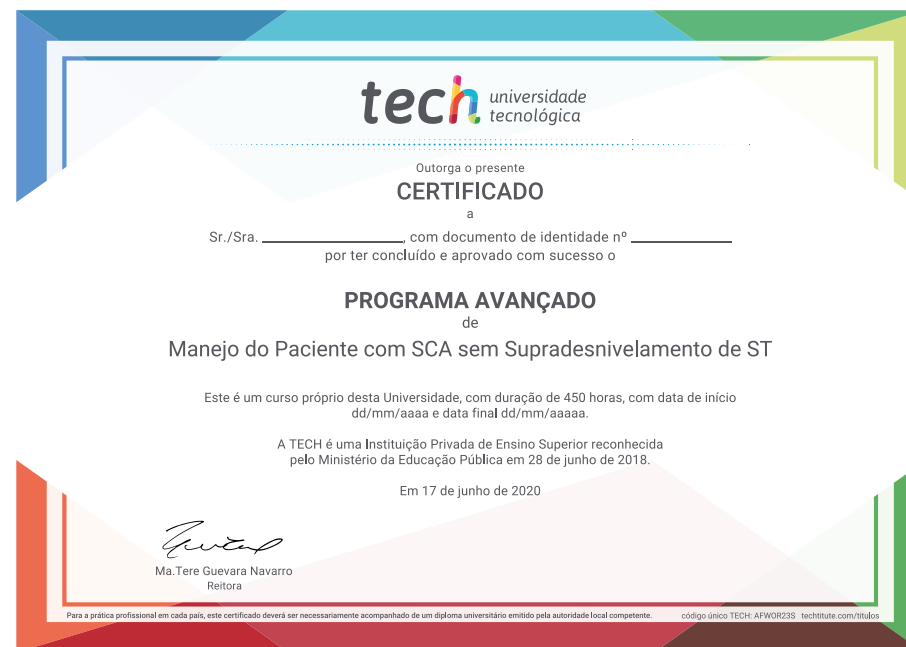 tech universidade
tecnológica
Outorga o presente
CERTIFICADO
a
Sr./Sra. ____________________, com documento de identidade nº ______________
por ter concluído e aprovado com sucesso o
PROGRAMA AVANÇADO
de
Manejo do Paciente com SCA sem Supradesnivelamento de ST
Este é um curso próprio desta Universidade, com duração de 450 horas, com data de início
dd/mm/aaaa e data final dd/mm/aaaaa.
A TECH é uma Instituição Privada de Ensino Superior reconhecida
pelo Ministério da Educação Pública em 28 de junho de 2018.
Em 17 de junho de 2020
Ma.Tere Guevara Navarro
Reitora
Para a prática profissional em cada país, este certificado deverá ser necessariamente acompanhado de um diploma universitário emitido pela autoridade local competente. código único TECH: AFWOR23S techtitute.com/titulos